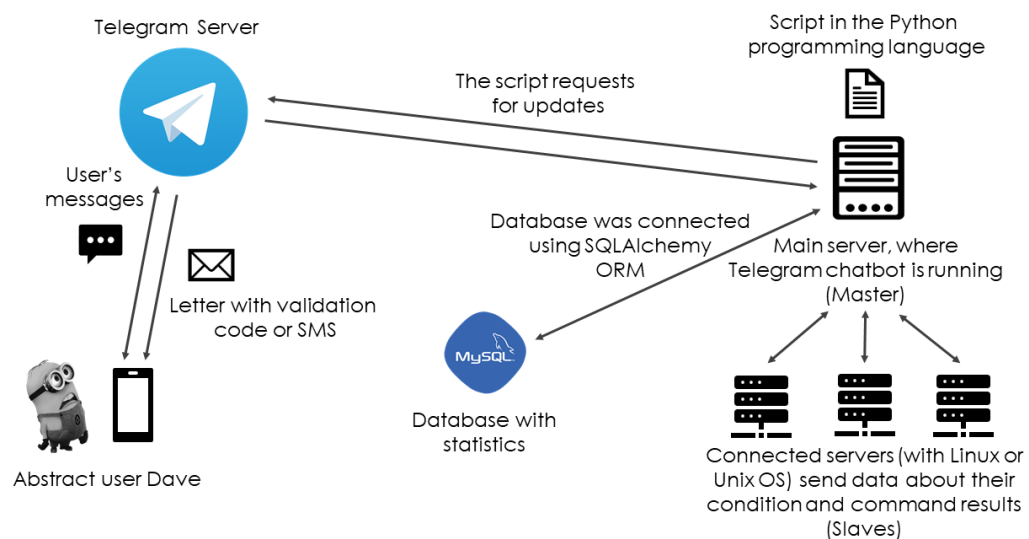 Telegram Server
Script in the Python
programming language
The script requests
for updates
User's
messages
Database was connected
using SQLAlchemy
ORM
Main server, where
Telegram chatbot is running
(Master)
Letter with validation
code or SMS
MySQL
Database with
statistics
Abstract user Dave
Connected servers (with Linux or
Unix OS) send data about their
condition and command results
(Slaves)